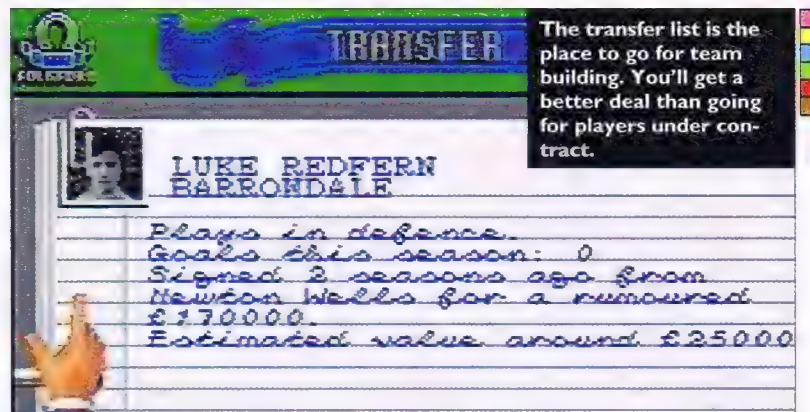 TRANSFER
The transfer list is the
place to go for team
building. You'll get a
better deal than going
for players under con-
tract.
LUKE REDFERN
BARRONDALE
Plays in defence.
Goals this season: 0
Signed 2 seasons ago from
Newton Wells for a rumoured
£170000.
Estimated value around £25000